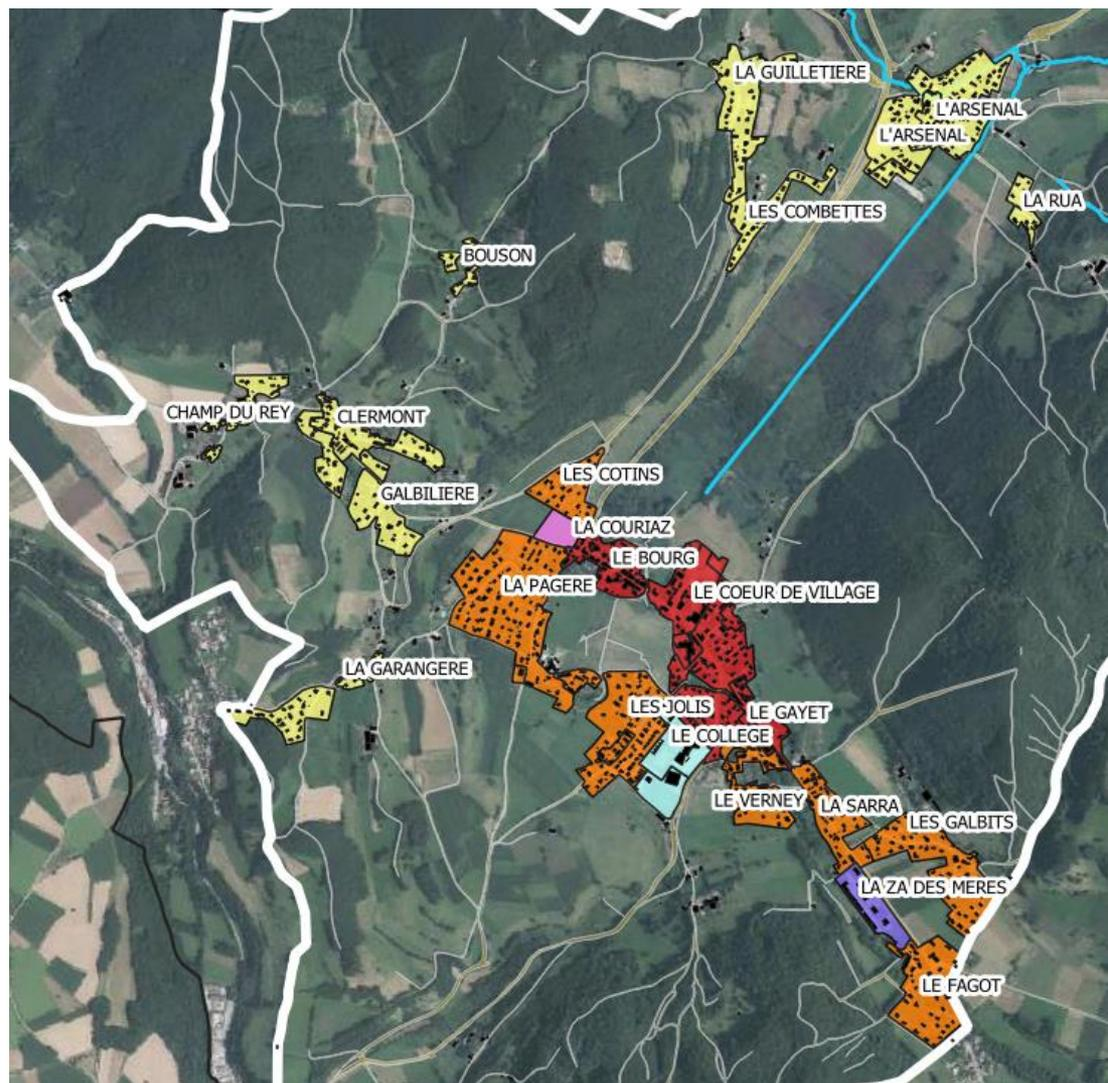 LA GUILLETIERE
L'ARSENAL
L'ARSENAL
LA RUA
LES COMBETTES
BOUSON
CHAMP DU REY
CLERMONT
LES COTINS
GALBILIERE
LA COURIAZ
LE BOURG
LA PAGERE
LE COEUR DE VILLAGE
LA GARANGERE
LES JOLIS
LE GAYET
LE COLLEGE
LE VERNEY
LA SARRA
LES GALBITS
LA ZA DES MERES
LE FAGOT